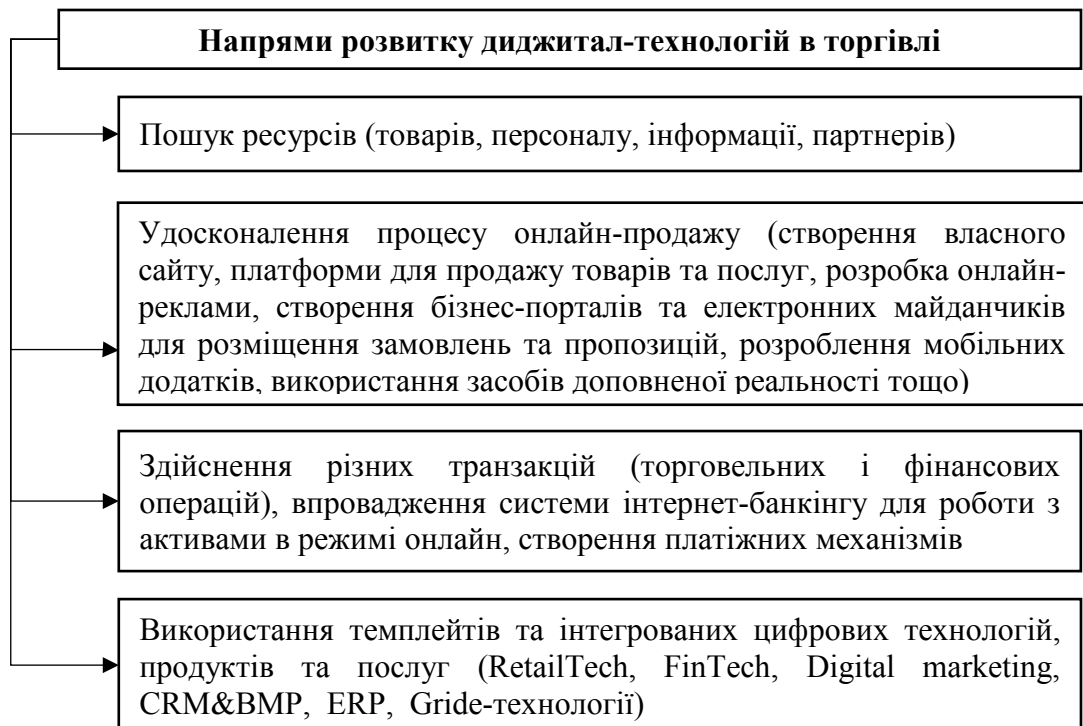 Напрями розвитку диджитал-технологій в торгівлі
Пошук ресурсів (товарів, персоналу, інформації, партнерів)
Удосконалення процесу онлайн-продажу (створення власного
сайту, платформи для продажу товарів та послуг, розробка онлайн-
реклами, створення бізнес-порталів та електронних майданчиків
для розміщення замовлень та пропозицій, розроблення мобільних
додатків, використання засобів доповненої реальності тощо)
Здійснення різних транзакцій (торговельних і фінансових
операцій), впровадження системи інтернет-банкінгу для роботи з
активами в режимі онлайн, створення платіжних механізмів
Використання темплейтів та інтегрованих цифрових технологій,
продуктів та послуг (RetailTech, FinTech, Digital marketing,
CRM&BMP, ERP, Gride-технології)